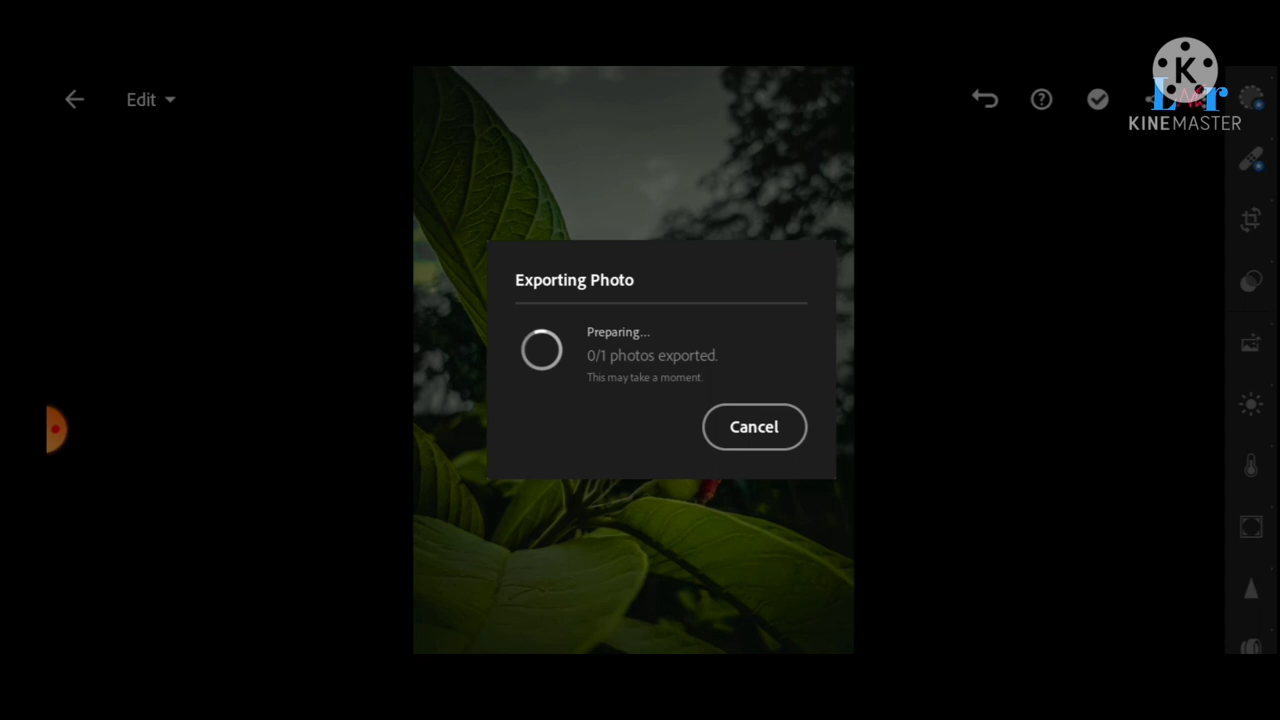 Edit
K
KINEMASTER
Exporting Photo
Preparing...
0/1 photos exported.
This may take a moment.
Cancel